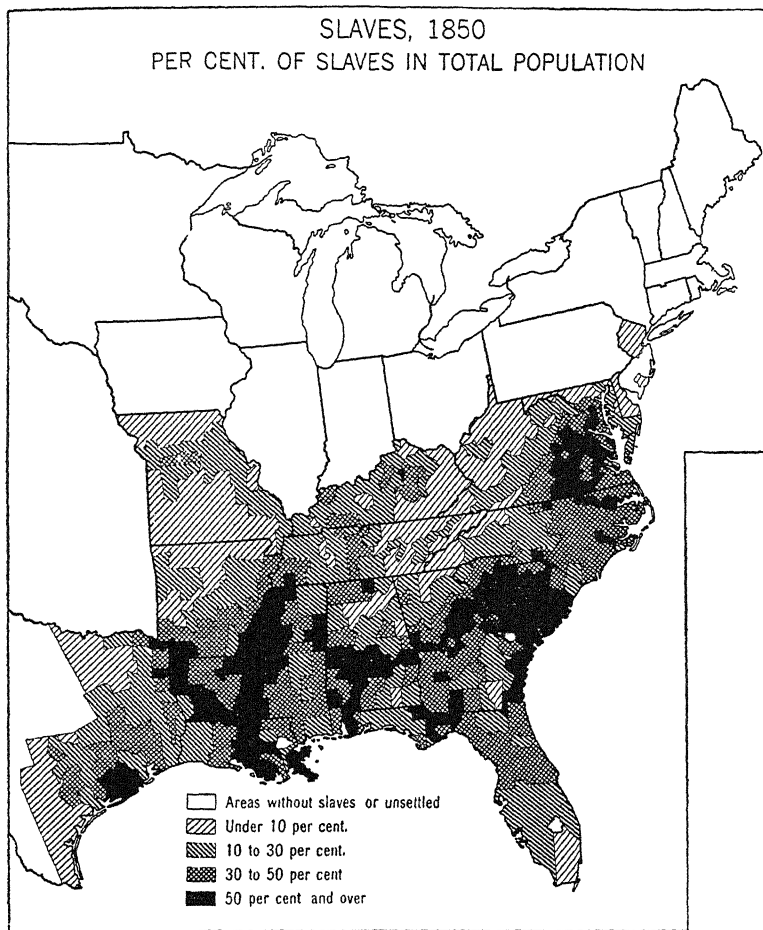 SLAVES, 1850
PER CENT. OF SLAVES IN TOTAL POPULATION
Areas without slaves or unsettled
Under 10 per cent.
10 to 30 per cent.
30 to 50 per cent
50 per cent and over